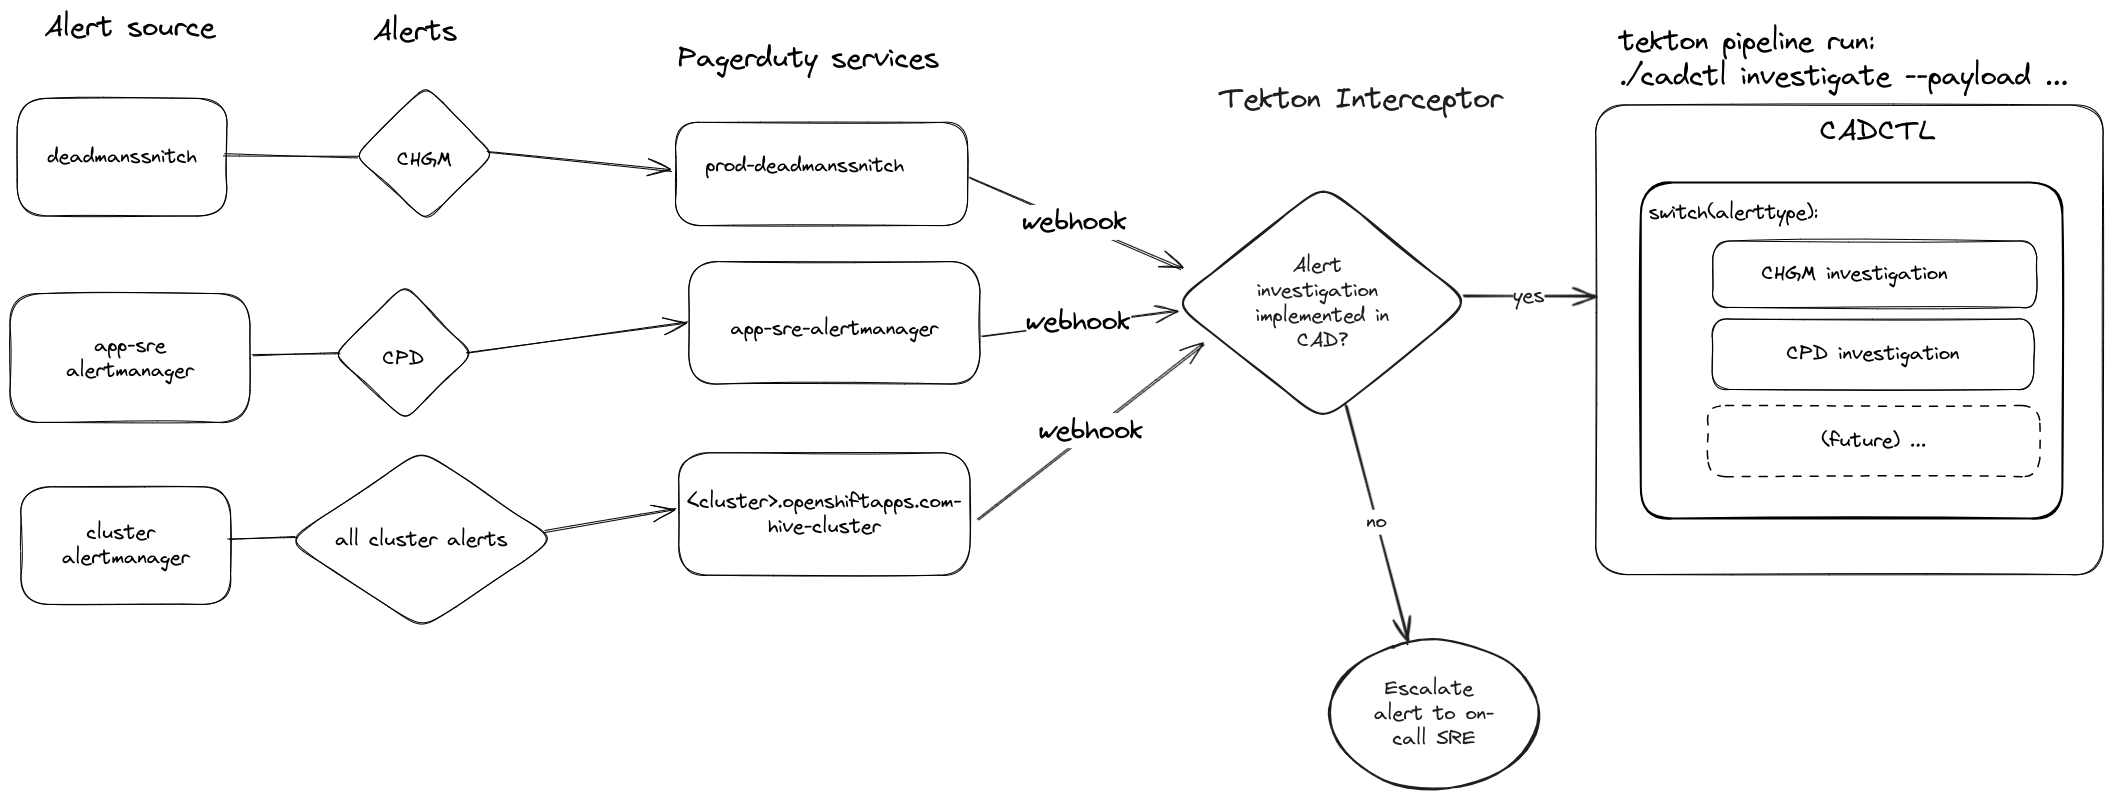 Alert source
Alerts
Pagerduty services
Tekton Interceptor
tekton pipeline run:
./cadctl investigate --payload ...
deadmanssnitch
CHGM
prod-deadmanssnitch
webhook
app-sre
alertmanager
CPD
app-sre-alertmanager
webhook
cluster
alertmanager
all cluster alerts
<cluster>.openshiftapps.com-
hive-cluster
webhook
Alert
investigation
implemented in
CAD?
yes
no
Escalate
alert to on-
call SRE
CADCTL
switch(alerttype):
CHGM investigation
CPD investigation
(future) ...